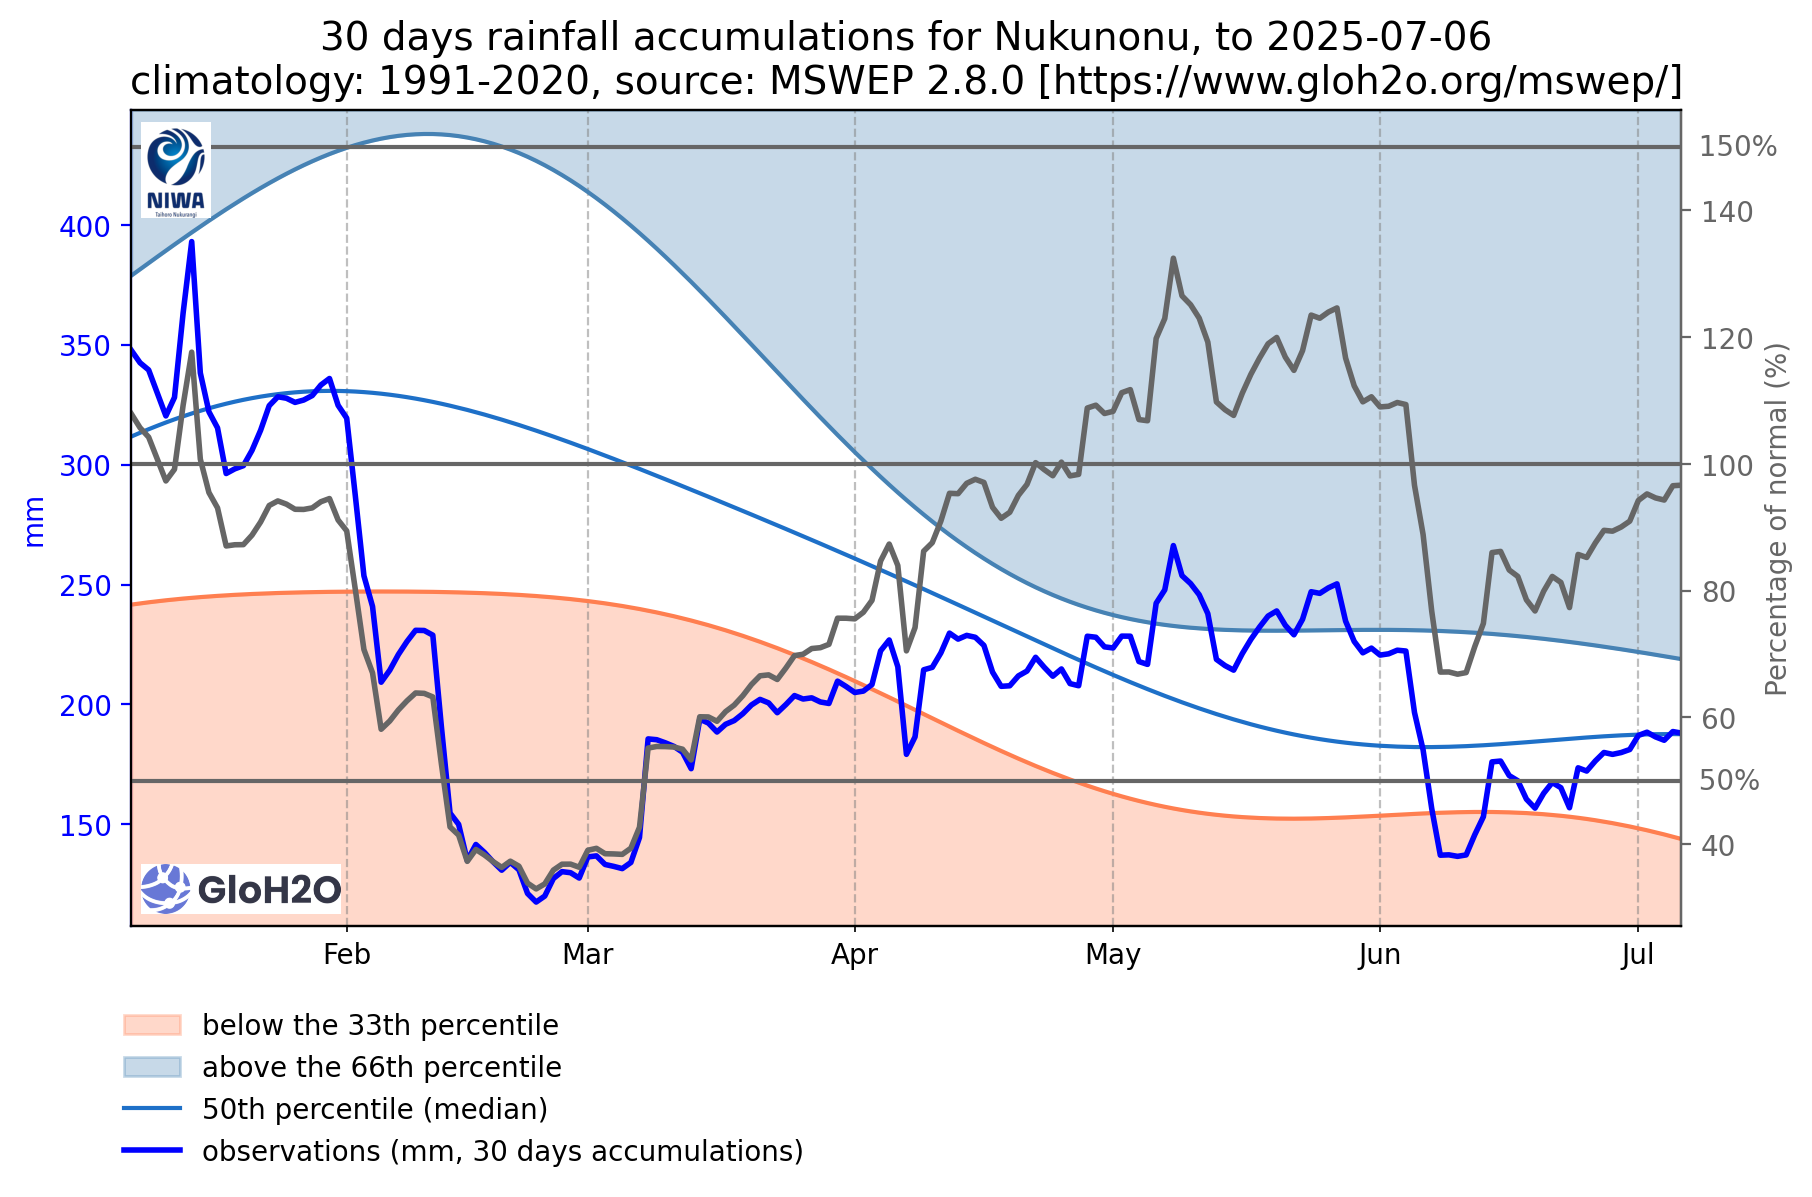 30 days rainfall accumulations for Nukunonu, to 2025-07-06
climatology: 1991-2020, source: MSWEP 2.8.0 [https://www.gloh2o.org/mswep/]
NIWA
Taihoro Nukurangi
150%
140
120
100
80
60
50%
40
Percentage of normal (%)
400
350
300
250
200
150
mm
GloH2O
Feb Mar Apr May Jun Jul
below the 33th percentile
above the 66th percentile
50th percentile (median)
observations (mm, 30 days accumulations)